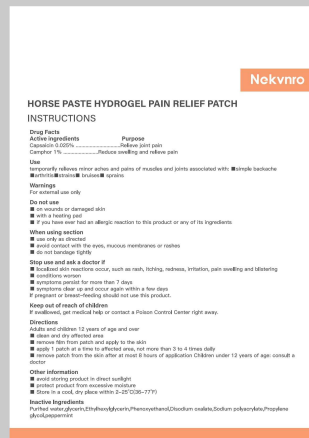 Nekvnro
HORSE PASTE HYDROGEL PAIN RELIEF PATCH
INSTRUCTIONS
Drug Facts
Active ingredients Purpose
Capsaicin 0.025% ........................Relieve joint pain
Camphor 1% ...................Reduce swelling and relieve pain
Use
temporarily relieves minor aches and pains of muscles and joints associated with: ■simple backache
■arthritis■strains■ bruises■ sprains
Warnings
For external use only
Do not use
■ on wounds or damaged skin
■ with a heating pad
■ if you have ever had an allergic reaction to this product or any of its ingredients
When using section
■ use only as directed
■ avoid contact with the eyes, mucous membranes or rashes
■ do not bandage tightly
Stop use and ask a doctor if
■ localized skin reactions occur, such as rash, itching, redness, irritation, pain swelling and blistering
■ conditions worsen
■ symptoms persist for more than 7 days
■ symptoms clear up and occur again within a few days
If pregnant or breast-feeding should not use this product.
Keep out of reach of children
If swallowed, get medical help or contact a Poison Control Center right away.
Directions
Adults and children 12 years of age and over
■ clean and dry affected area
■ remove film from patch and apply to the skin
■ apply 1 patch at a time to affected area, not more than 3 to 4 times daily
■ remove patch from the skin after at most 8 hours of application Children under 12 years of age: consult a
doctor
Other information
■ avoid storing product in direct sunlight
■ protect product from excessive moisture
■ Store in a cool, dry place within 2-25℃(36-77℉)
Inactive Ingredients
Purified water,glycerin,Ethylhexylglycerin,Phenoxyethanol,Disodium oxalate,Sodium polyacrylate,Propylene
glycol,peppermint